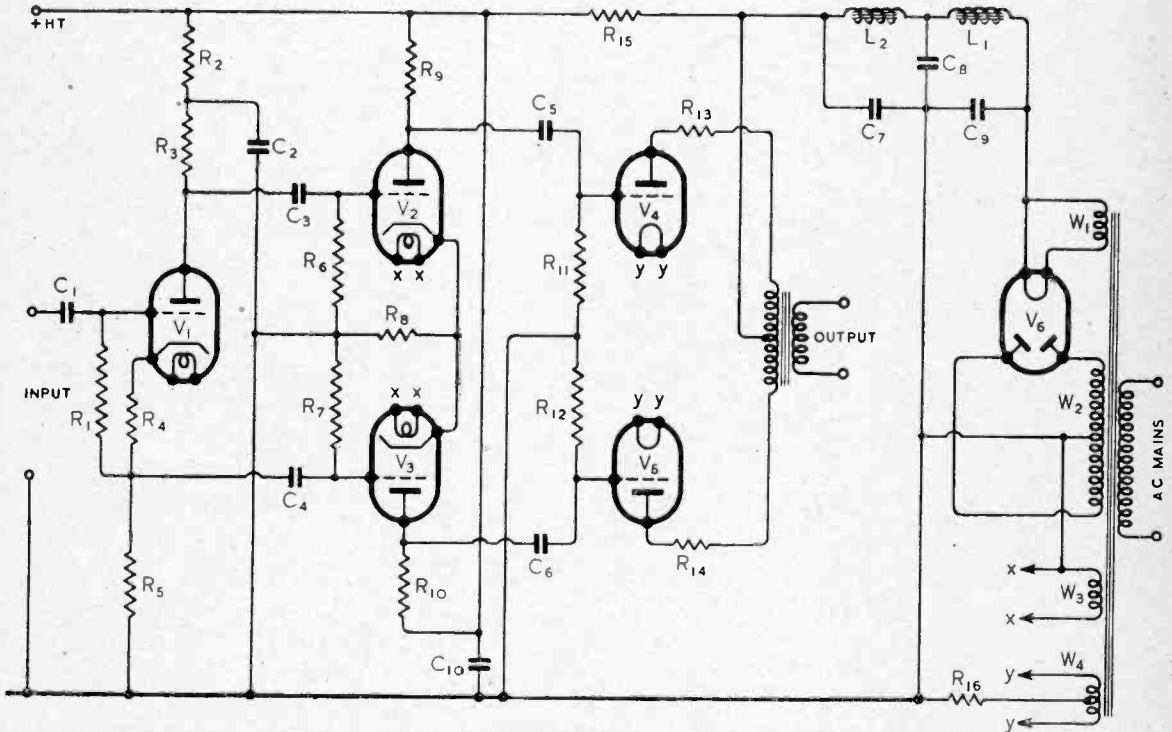 +HT
R2
R3
C2
R9
C3
R6
V2
x x
C1
V1
INPUT
R1
R4
R8
R7
x x
V3
C4
R5
R10
C10
R15
C5
R13
V4
y y
R11
R12
y y
V5
C6
R14
OUTPUT
L2
L1
C8
C7
C9
W1
V6
W2
AC MAINS
x
W3
x
y
W4
R16
y